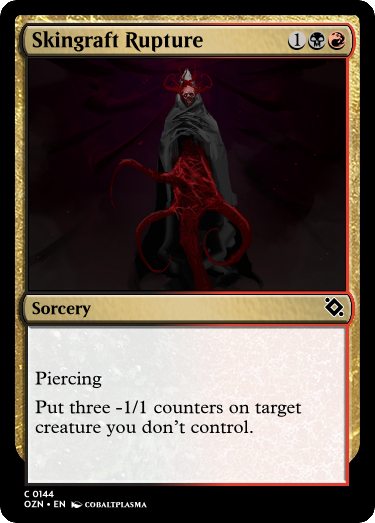 Skingraft Rupture 1
Sorcery
Piercing
Put three -1/1 counters on target
creature you don't control.
C 0144
OZN • EN COBALTPLASMA